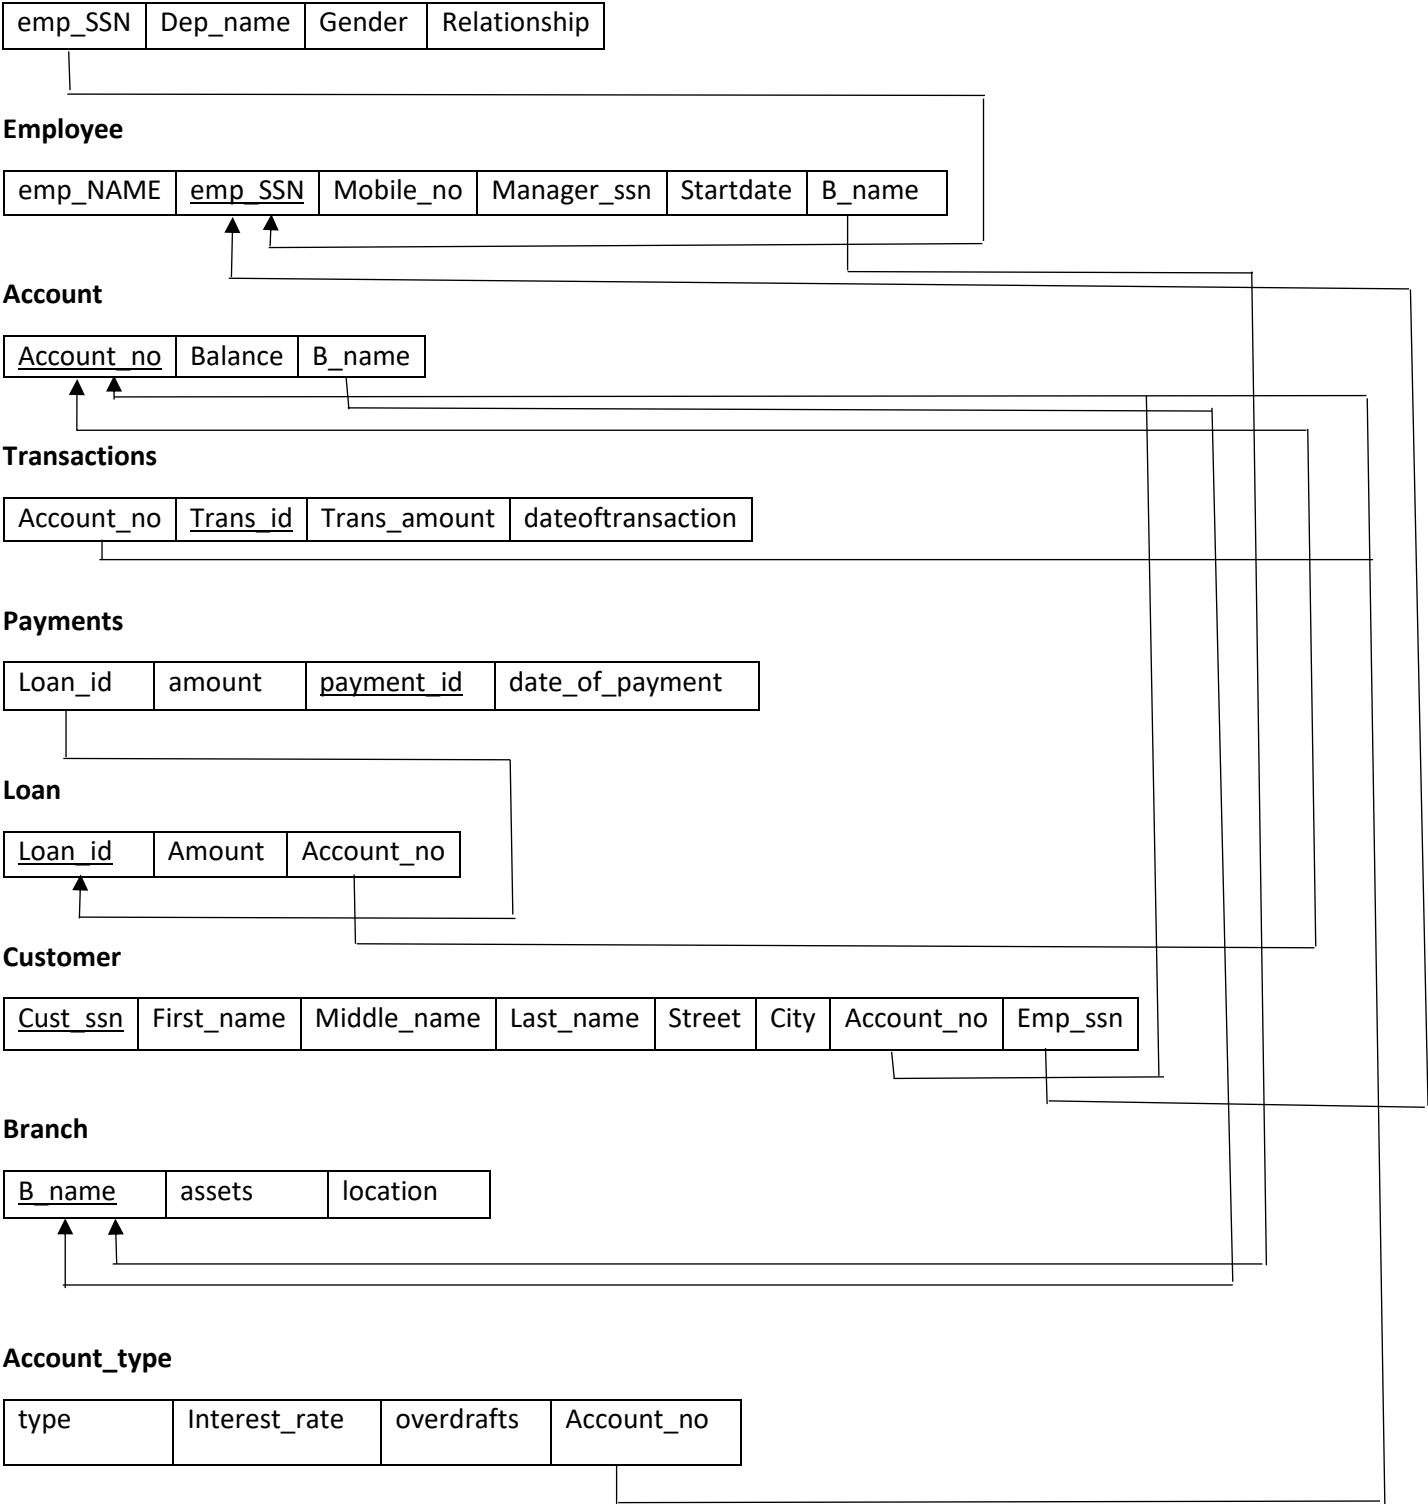 emp_SSN Dep_name Gender Relationship
Employee
emp_NAME emp_SSN Mobile_no Manager_ssn Startdate B_name
Account
Account_no Balance B_name
Transactions
Account_no Trans_id Trans_amount dateoftransaction
Payments
Loan_id amount payment_id date_of_payment
Loan
Loan_id Amount Account_no
Customer
Cust_ssn First_name Middle_name Last_name Street City Account_no Emp_ssn
Branch
B_name assets location
Account_type
type Interest_rate overdrafts Account_no